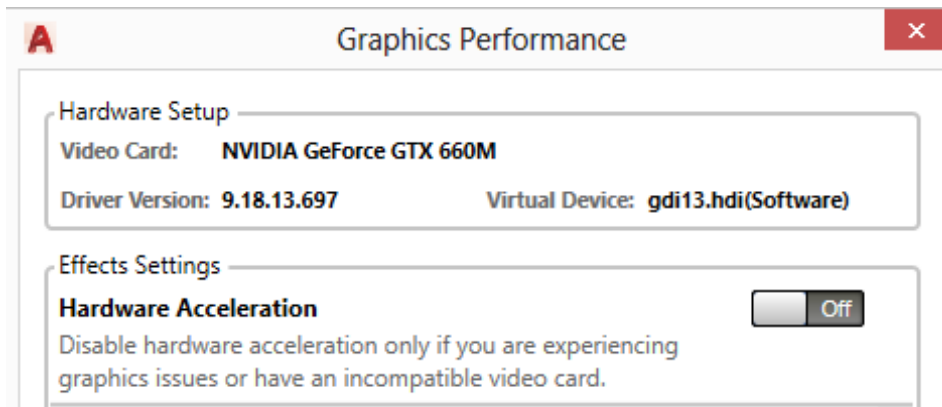 Graphics Performance
Hardware Setup
Video Card: NVIDIA GeForce GTX 660M
Driver Version: 9.18.13.697 Virtual Device: gdi13.hdi(Software)
Effects Settings
Hardware Acceleration Off
Disable hardware acceleration only if you are experiencing
graphics issues or have an incompatible video card.